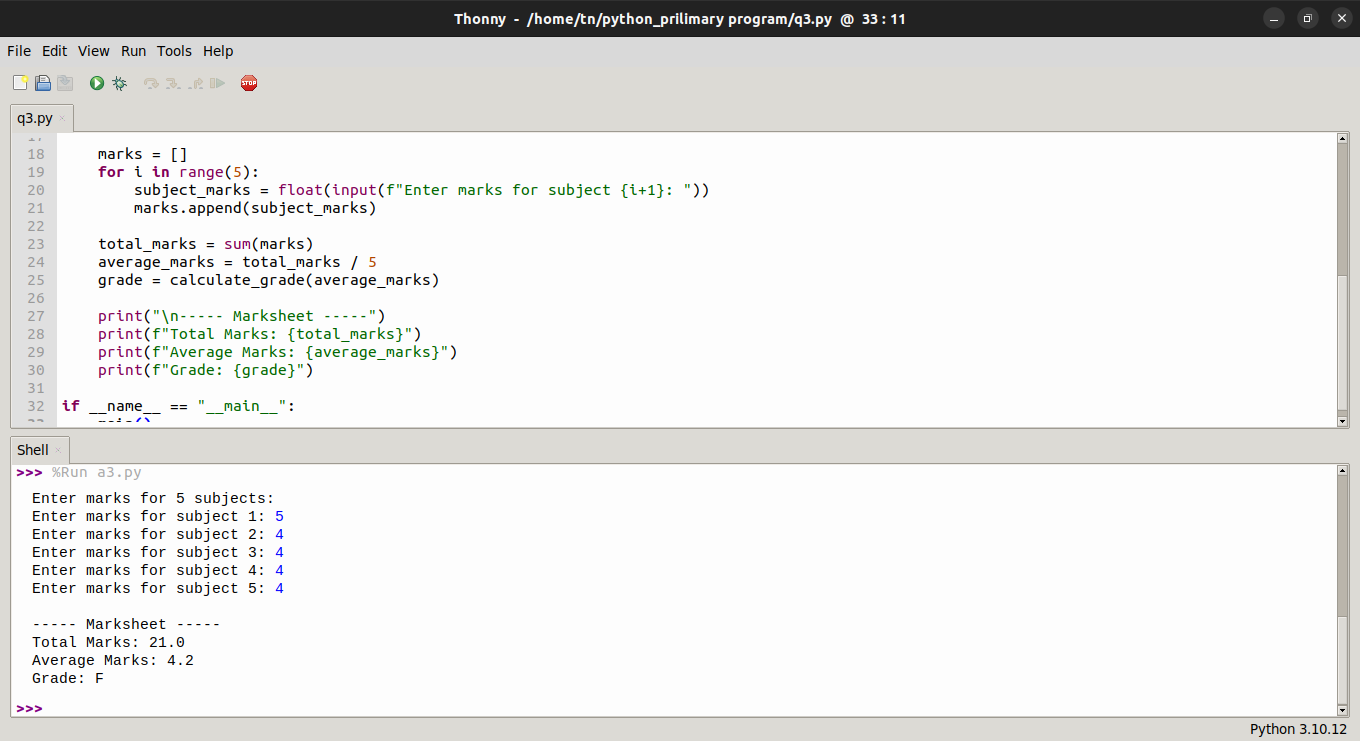 Thonny - /home/tn/python_prilimary program/q3.py @ 33 : 11
File Edit View Run Tools Help
STOP
q3.py
17
18 marks = []
19 for i in range(5):
20 subject_marks = float(input(f"Enter marks for subject {i+1}: "))
21 marks.append(subject_marks)
22
23 total_marks = sum(marks)
24 average_marks = total_marks / 5
25 grade = calculate_grade(average_marks)
26
27 print("\n----- Marksheet -----")
28 print(f"Total Marks: {total_marks}")
29 print(f"Average Marks: {average_marks}")
30 print(f"Grade: {grade}")
31
32 if __name__ == "__main__":
33 main()
Shell
>>> %Run a3.py
Enter marks for 5 subjects:
Enter marks for subject 1: 5
Enter marks for subject 2: 4
Enter marks for subject 3: 4
Enter marks for subject 4: 4
Enter marks for subject 5: 4
----- Marksheet -----
Total Marks: 21.0
Average Marks: 4.2
Grade: F
>>>
Python 3.10.12